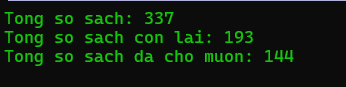 Tong so sach: 337
Tong so sach con lai: 193
Tong so sach da cho muon: 144